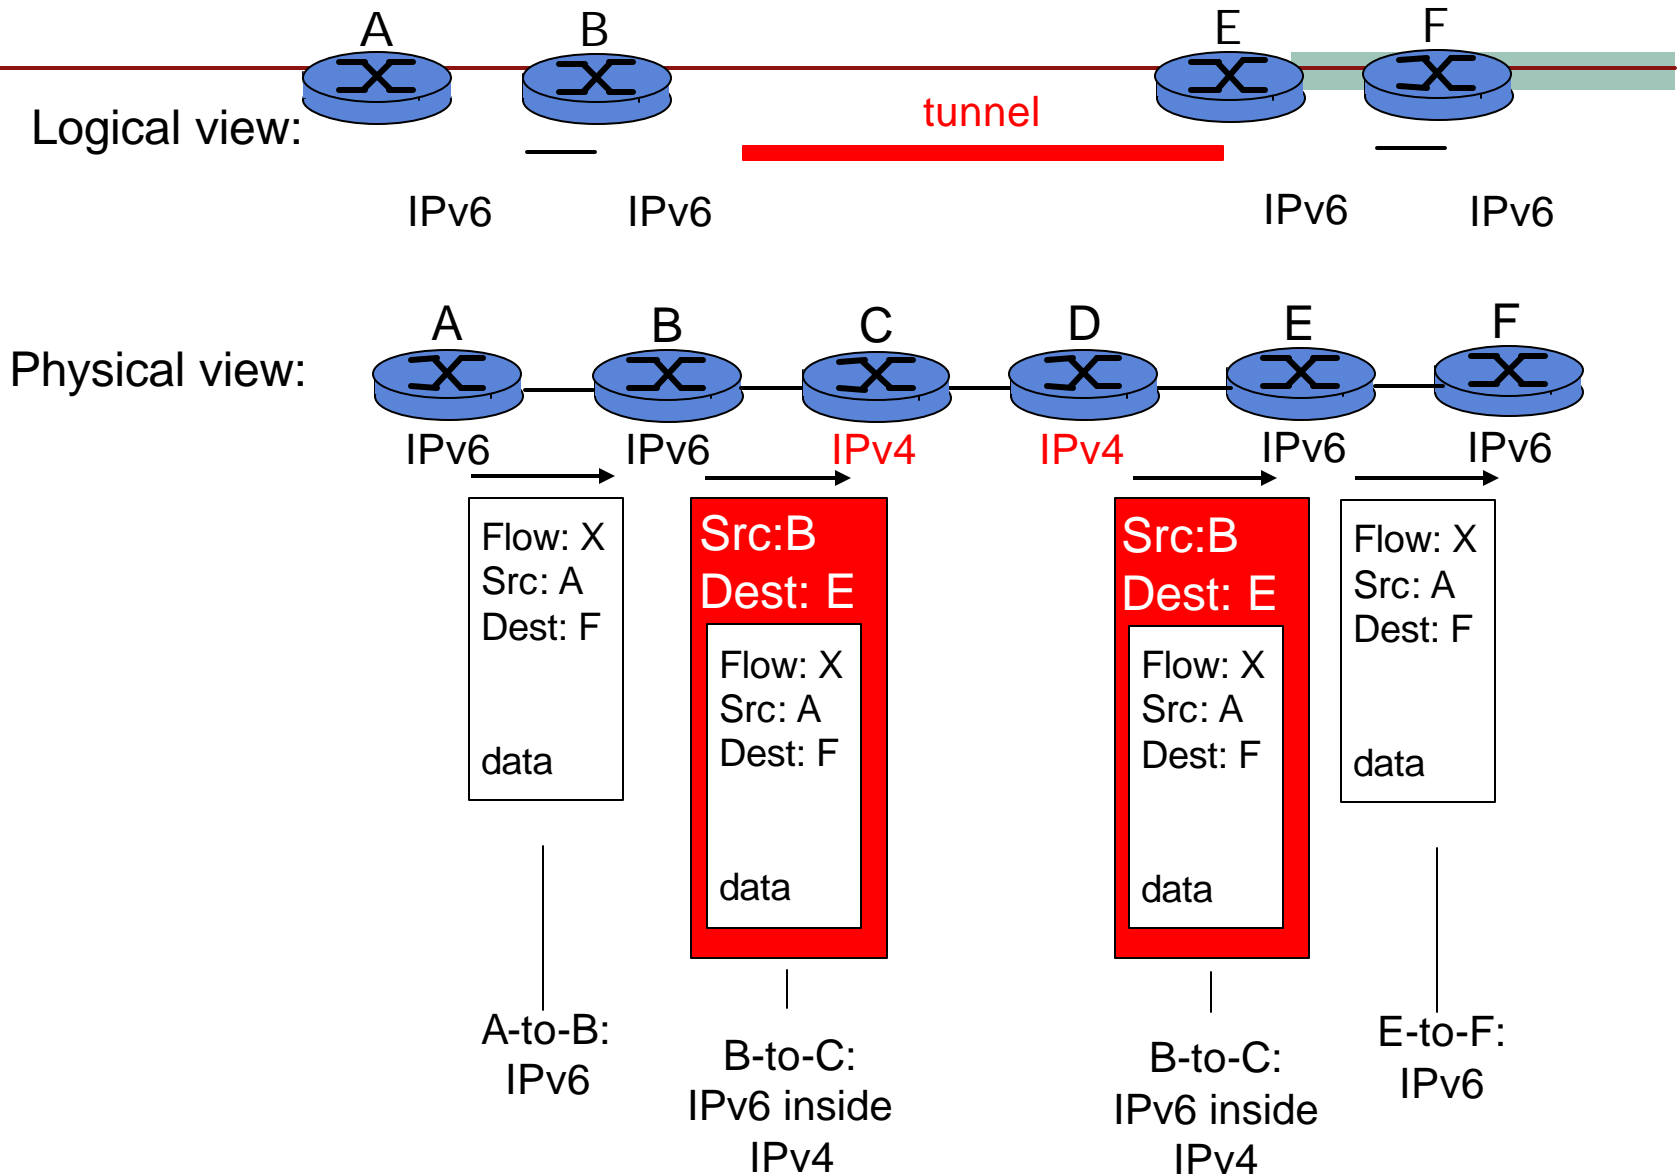 A
B
E
F
Logical view:
tunnel
IPv6
IPv6
IPv6
IPv6
A
B
C
D
E
F
Physical view:
IPv6
IPv6
IPv4
IPv4
IPv6
IPv6
Flow: X
Src: A
Dest: F
data
Src:B
Dest: E
Flow: X
Src: A
Dest: F
data
Src:B
Dest: E
Flow: X
Src: A
Dest: F
data
Flow: X
Src: A
Dest: F
data
A-to-B:
IPv6
B-to-C:
IPv6 inside
IPv4
B-to-C:
IPv6 inside
IPv4
E-to-F:
IPv6